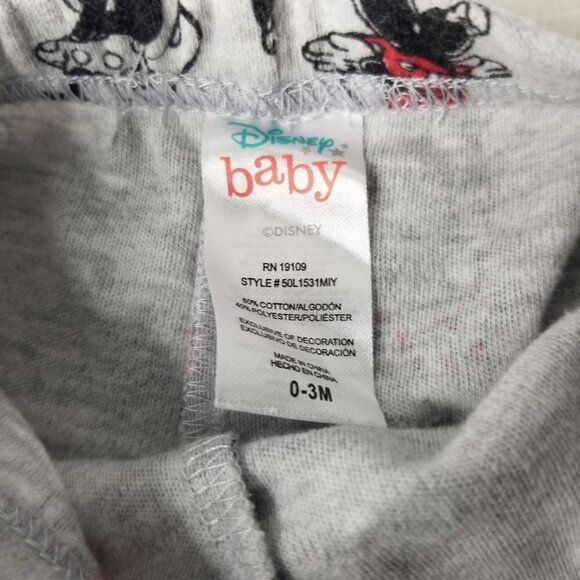 Disney
baby
©DISNEY
RN 19109
STYLE # 50L1531MIY
60% COTTON/ALGODÓN
40% POLYESTER/POLIÉSTER
EXCLUSIVE OF DECORATION
EXCLUSIVO DE DECORACIÓN
MADE IN CHINA
HECHO EN CHINA
0-3M